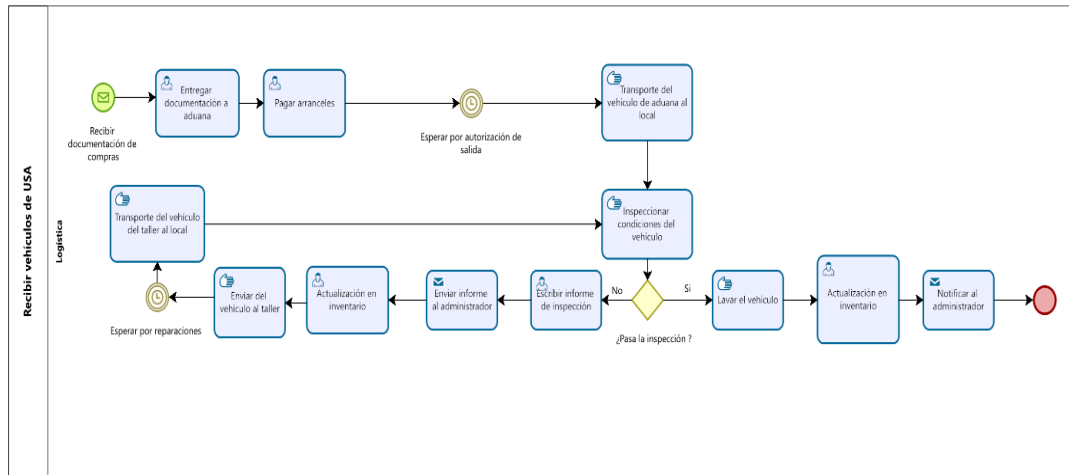 Recibir vehículos de USA
Logística
Recibir
documentación de
compras
Entregar
documentación a
aduana
Pagar arranceles
Esperar por autorización de
salida
Transporte del
vehículo de aduana al
local
Transporte del vehículo
del taller al local
Inspeccionar
condiciones del
vehículo
Esperar por reparaciones
Enviar del
vehículo al taller
Actualización en
inventario
Enviar informe
al administrador
Escribir informe
de inspección
No
Si
¿Pasa la inspección ?
Lavar el vehículo
Actualización en
inventario
Notificar al
administrador